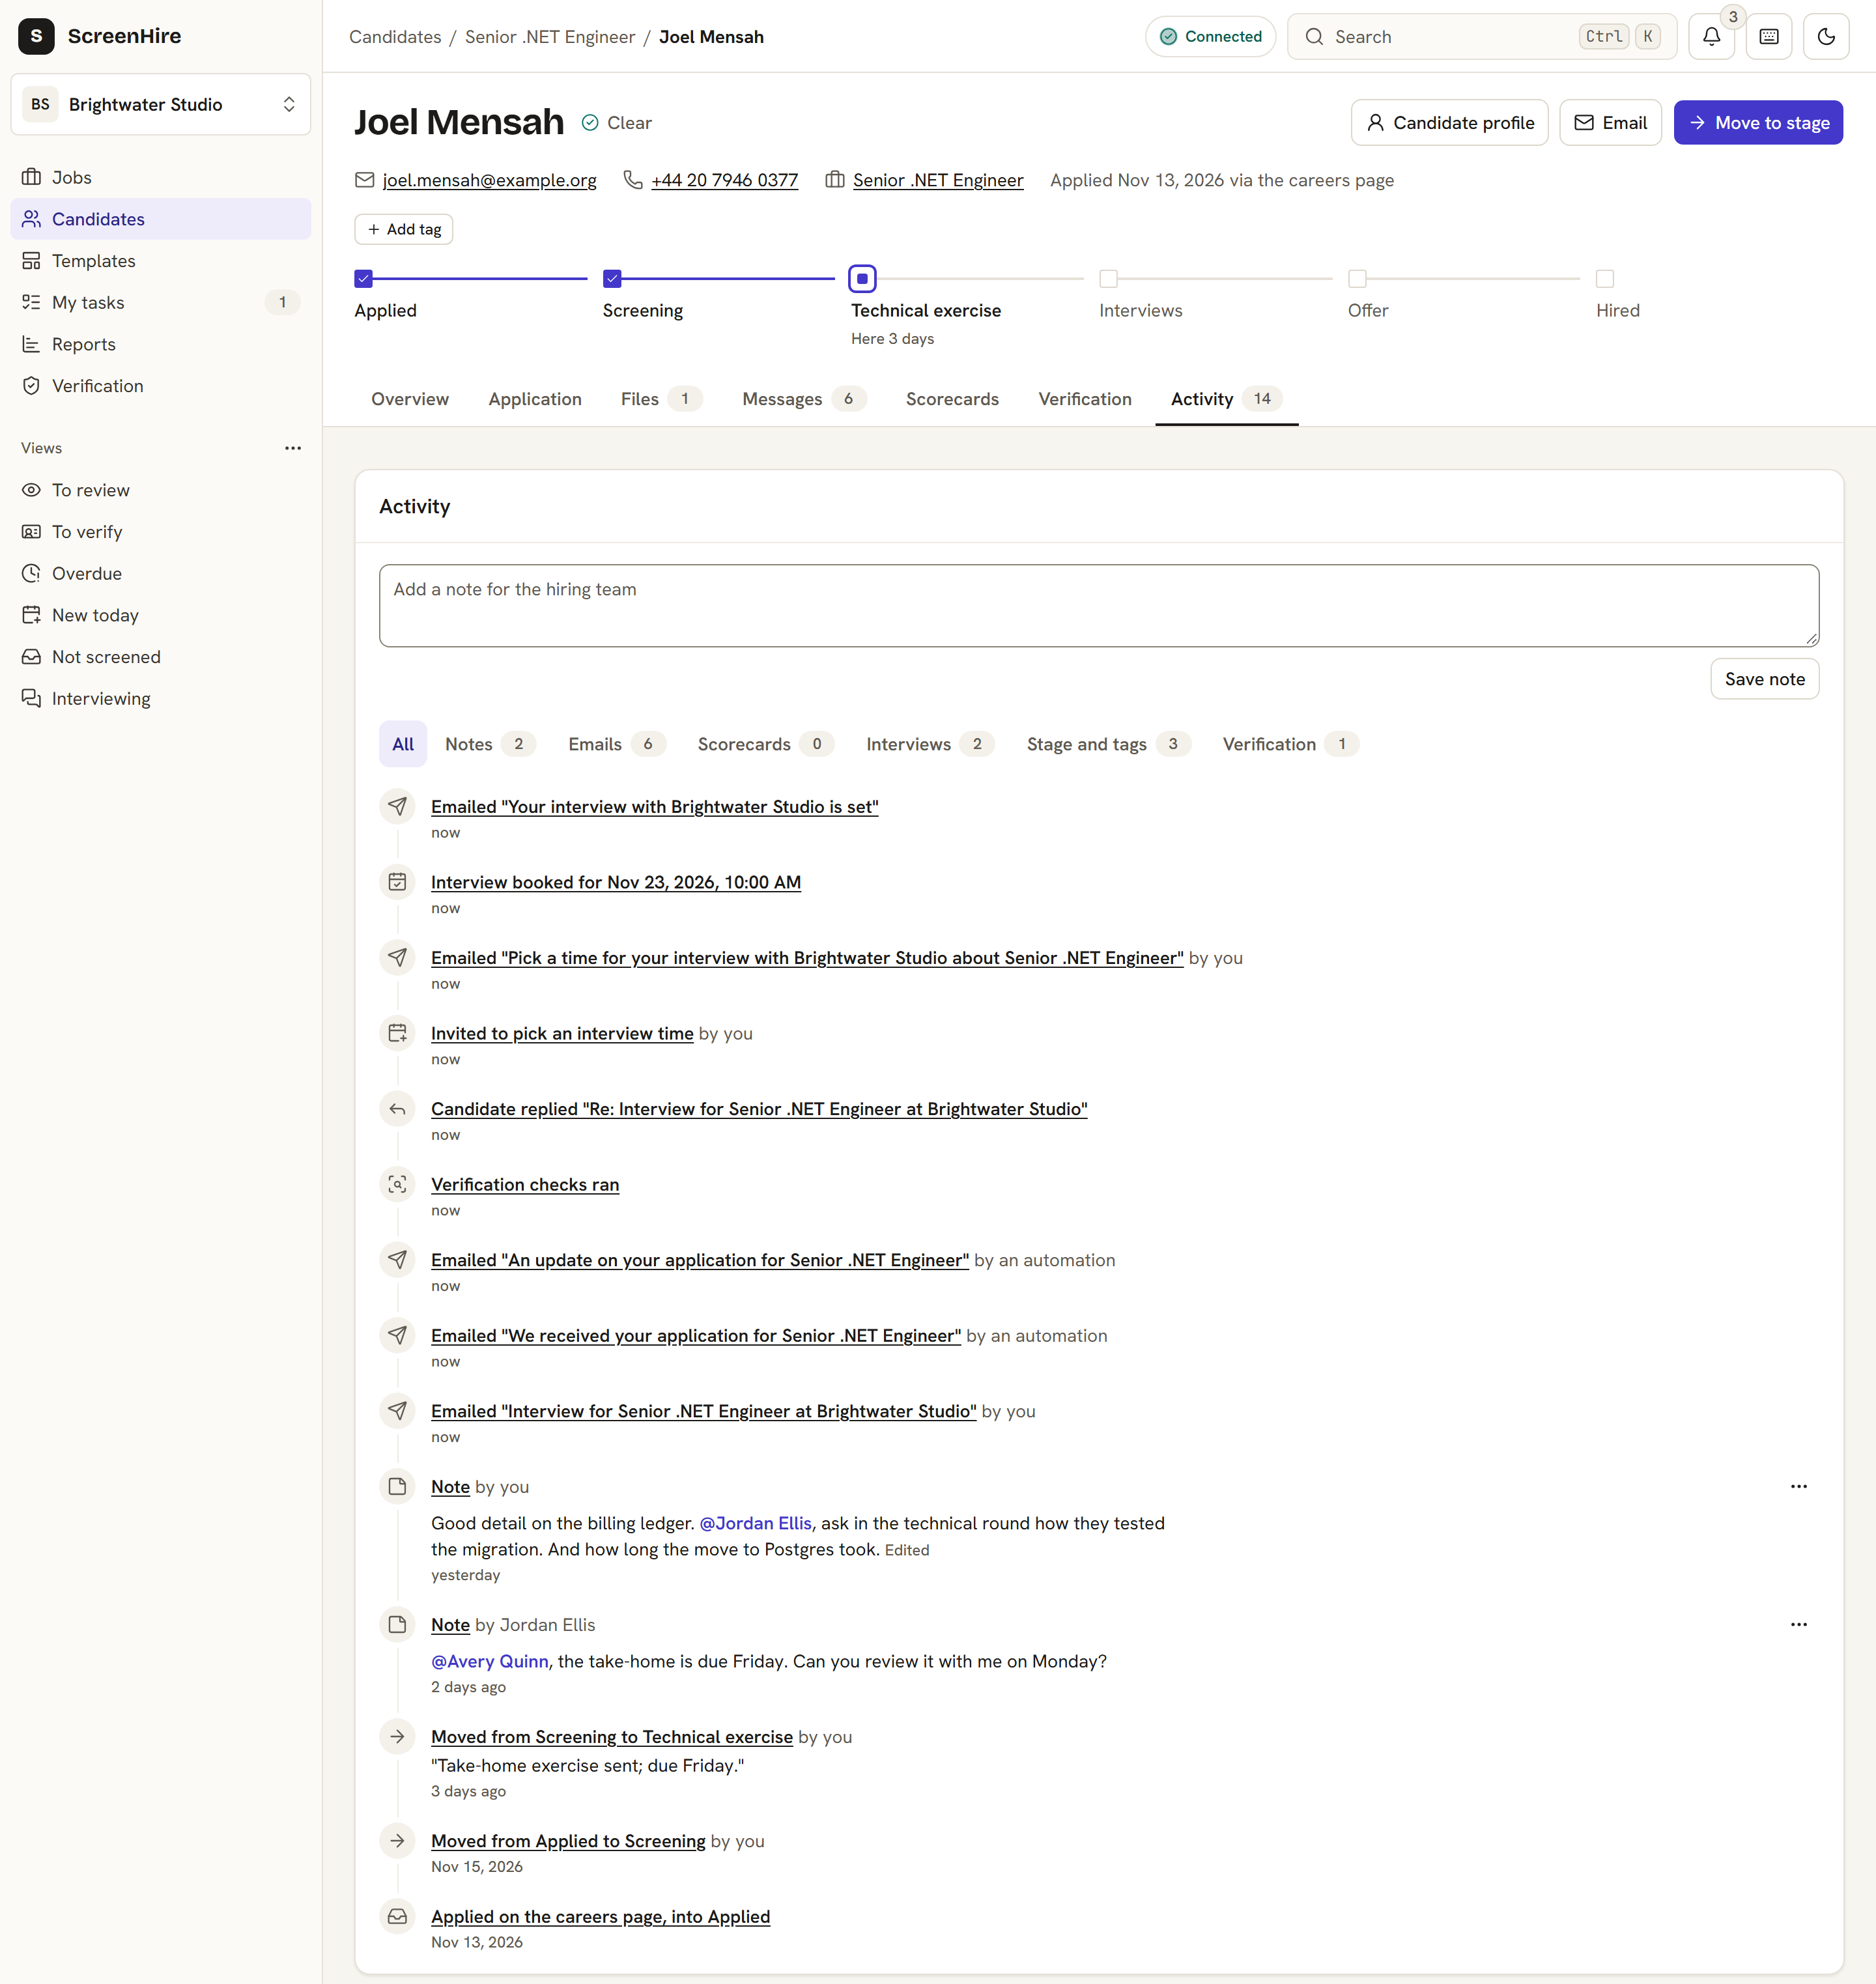 S ScreenHire
BS Brightwater Studio
Jobs
Candidates
Templates
My tasks 1
Reports
Verification
Views
To review
To verify
Overdue
New today
Not screened
Interviewing
Candidates / Senior .NET Engineer / Joel Mensah
Connected
Search Ctrl K
3
Joel Mensah Clear
Candidate profile
Email
Move to stage
joel.mensah@example.org +44 20 7946 0377 Senior .NET Engineer Applied Nov 13, 2026 via the careers page
Add tag
Applied
Screening
Technical exercise
Here 3 days
Interviews
Offer
Hired
Overview Application Files 1 Messages 6 Scorecards Verification Activity 14
Activity
Add a note for the hiring team
Save note
All Notes 2 Emails 6 Scorecards 0 Interviews 2 Stage and tags 3 Verification 1
Emailed "Your interview with Brightwater Studio is set"
now
Interview booked for Nov 23, 2026, 10:00 AM
now
Emailed "Pick a time for your interview with Brightwater Studio about Senior .NET Engineer" by you
now
Invited to pick an interview time by you
now
Candidate replied "Re: Interview for Senior .NET Engineer at Brightwater Studio"
now
Verification checks ran
now
Emailed "An update on your application for Senior .NET Engineer" by an automation
now
Emailed "We received your application for Senior .NET Engineer" by an automation
now
Emailed "Interview for Senior .NET Engineer at Brightwater Studio" by you
now
Note by you
Good detail on the billing ledger. @Jordan Ellis, ask in the technical round how they tested
the migration. And how long the move to Postgres took. Edited
yesterday
Note by Jordan Ellis
@Avery Quinn, the take-home is due Friday. Can you review it with me on Monday?
2 days ago
Moved from Screening to Technical exercise by you
"Take-home exercise sent; due Friday."
3 days ago
Moved from Applied to Screening by you
Nov 15, 2026
Applied on the careers page, into Applied
Nov 13, 2026